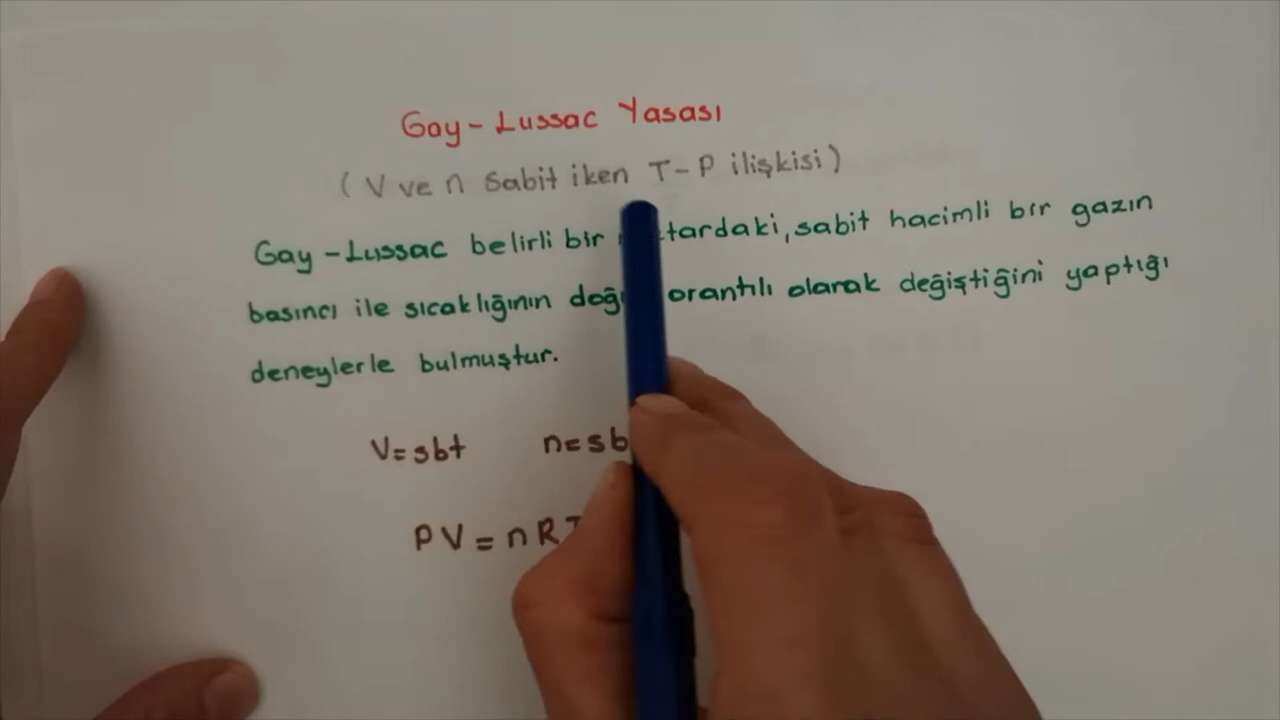 Gay-Lussac Yasası
(V ve n sabit iken T-P ilişkisi)
Gay-Lussac belirli bir tardaki, sabit hacimli bir gazın
basıncı ile sıcaklığının doğ orantılı olarak değiştiğini yaptığı
deneylerle bulmuştur.
V=sbt n=sb
PV=nRT